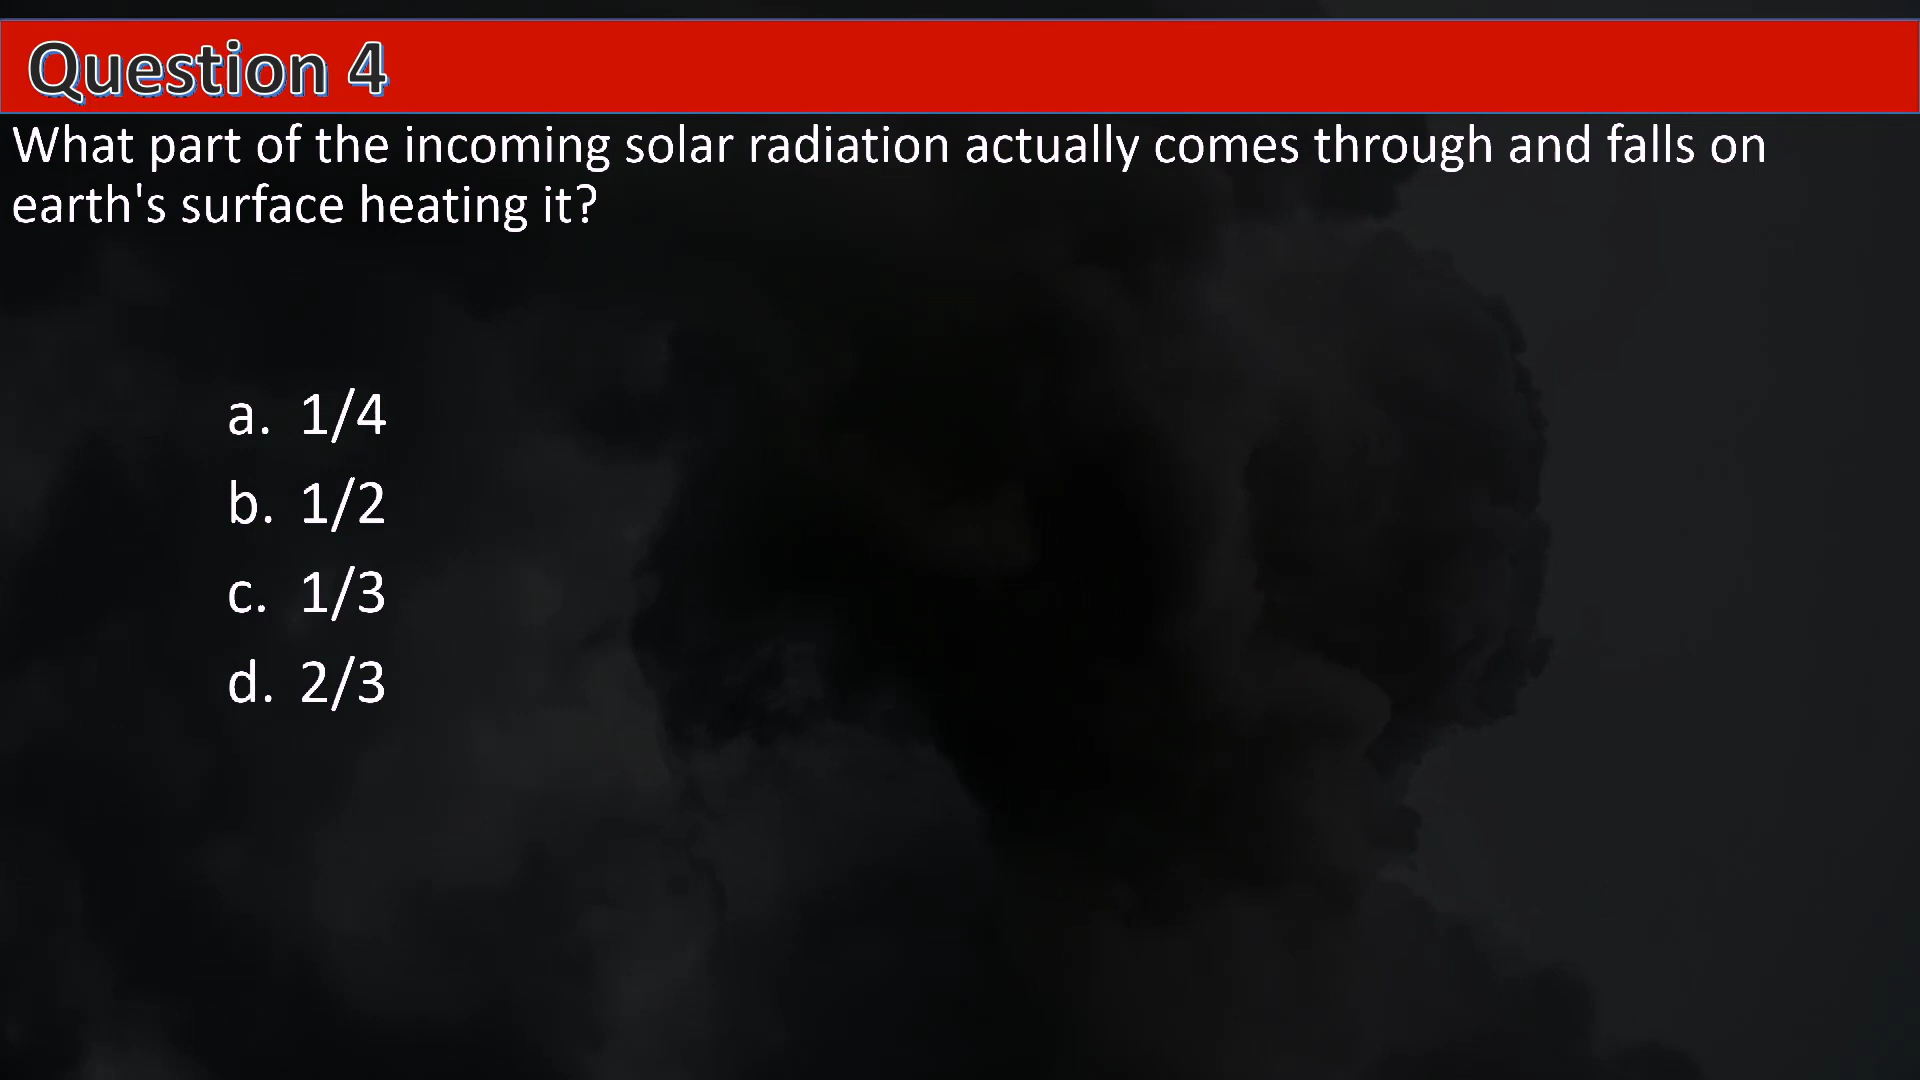 Question 4
What part of the incoming solar radiation actually comes through and falls on
earth's surface heating it?
a. 1/4
b. 1/2
c. 1/3
d. 2/3